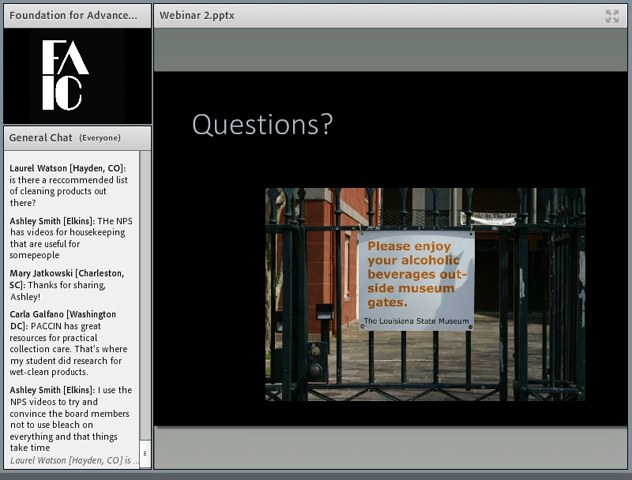 Foundation for Advance...
Webinar 2.pptx
FA
IC
General Chat (Everyone)
Laurel Watson [Hayden, CO]:
is there a reccommended list
of cleaning products out
there?
Ashley Smith [Elkins]: THe NPS
has videos for housekeeping
that are useful for
somepeople
Mary Jatkowski [Charleston,
SC]: Thanks for sharing,
Ashley!
Carla Galfano [Washington
DC]: PACCIN has great
resources for practical
collection care. That's where
my student did research for
wet-clean products.
Ashley Smith [Elkins]: I use the
NPS videos to try and
convince the board members
not to use bleach on
everything and that things
take time
Laurel Watson [Hayden, CO] is ...
Questions?
Please enjoy
your alcoholic
beverages out-
side museum
gates.
The Louisiana State Museum